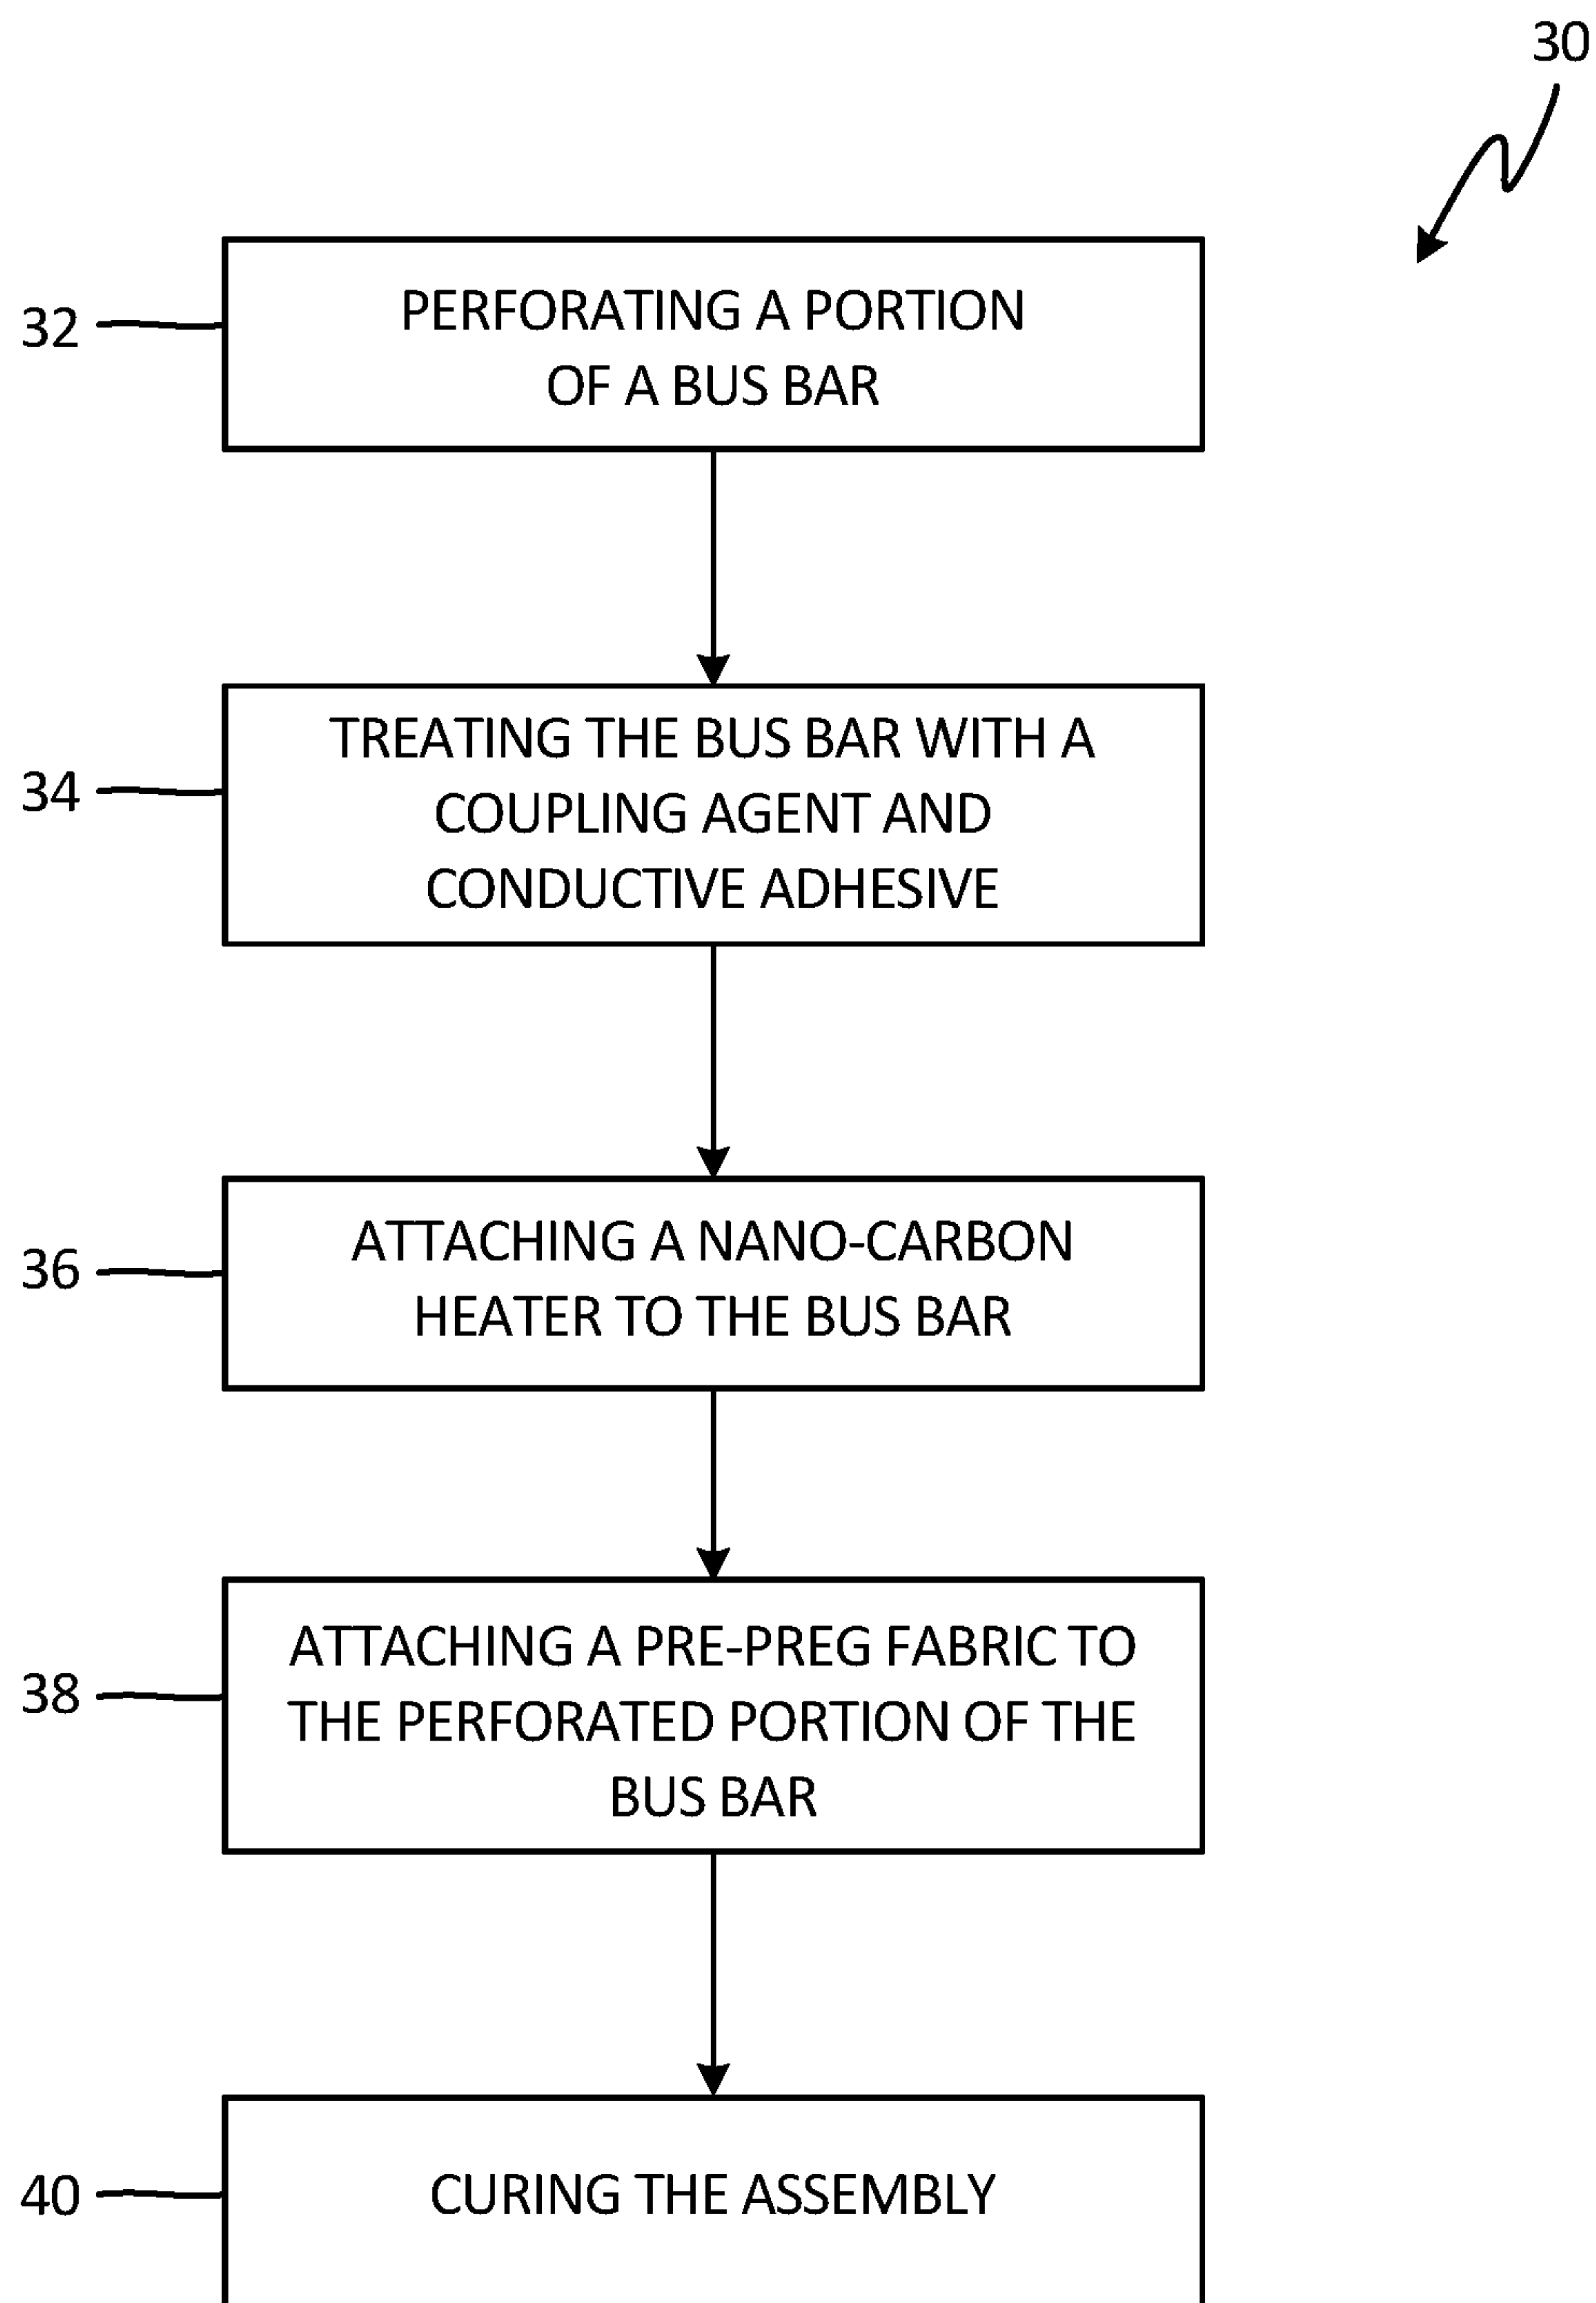 30
32
PERFORATING A PORTION
OF A BUS BAR
34
TREATING THE BUS BAR WITH A
COUPLING AGENT AND
CONDUCTIVE ADHESIVE
36
ATTACHING A NANO-CARBON
HEATER TO THE BUS BAR
38
ATTACHING A PRE-PREG FABRIC TO
THE PERFORATED PORTION OF THE
BUS BAR
40
CURING THE ASSEMBLY